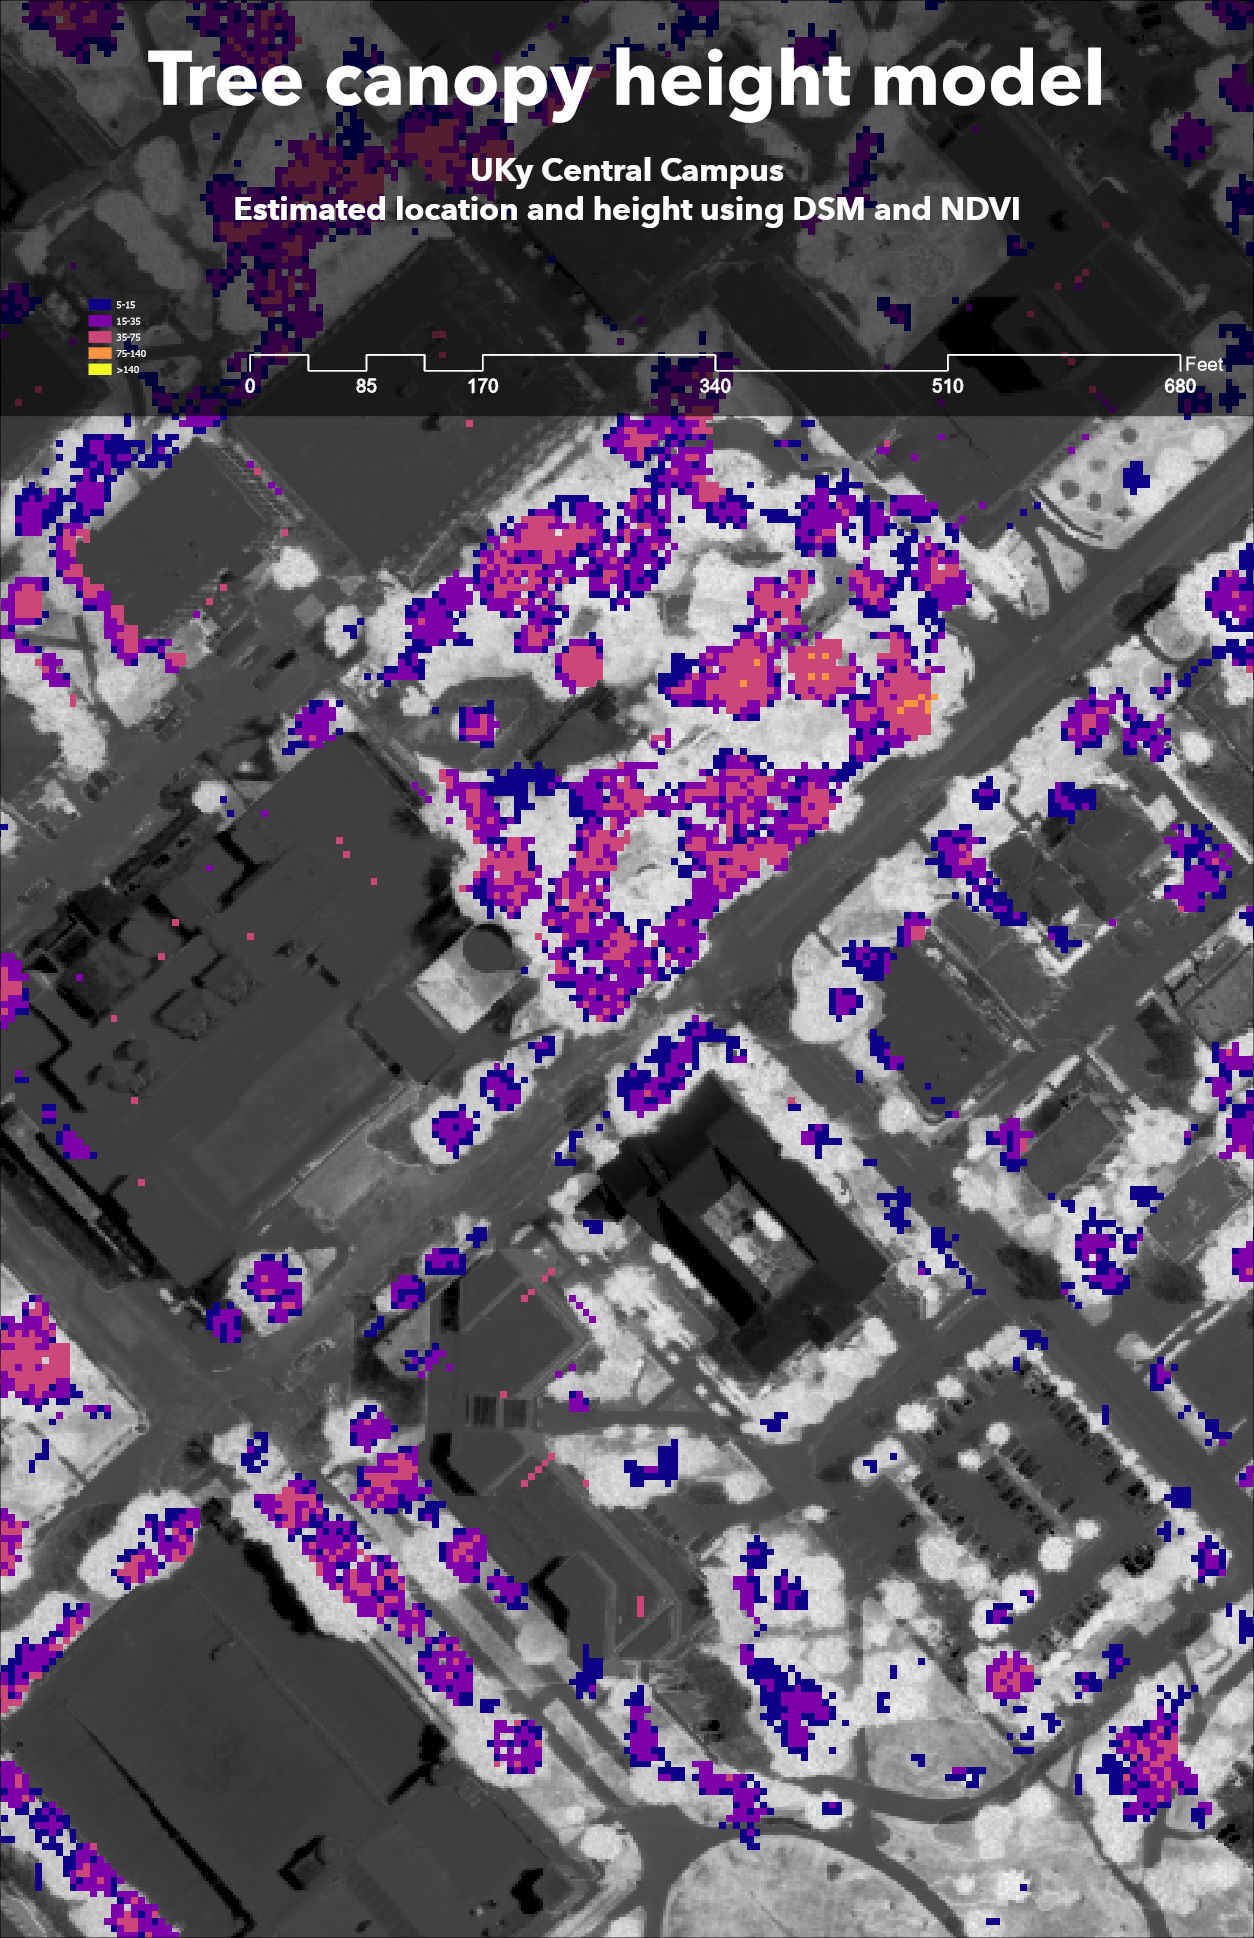 Tree canopy height model
UKy Central Campus
Estimated location and height using DSM and NDVI
5-15
15-35
35-75
75-140
>140
Feet
0 85 170 340 510 680